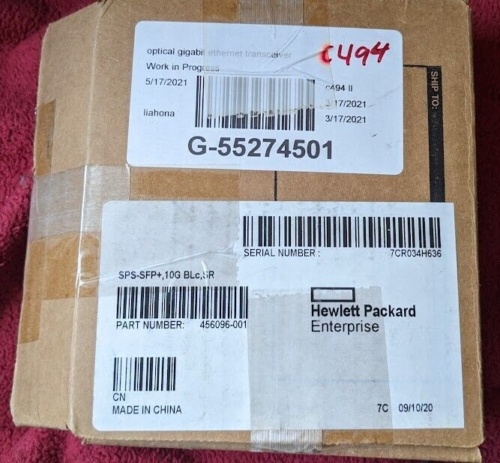 optical gigabit ethernet transceiver
Work in Progress
5/17/2021
c494 II
3/17/2021
liahona
3/17/2021
G-55274501
c494
SHIP TO:
SERIAL NUMBER : 7CR034H636
SPS-SFP+,10G BLc,SR
PART NUMBER: 456096-001
Hewlett Packard
Enterprise
CN
MADE IN CHINA
7C 09/10/20